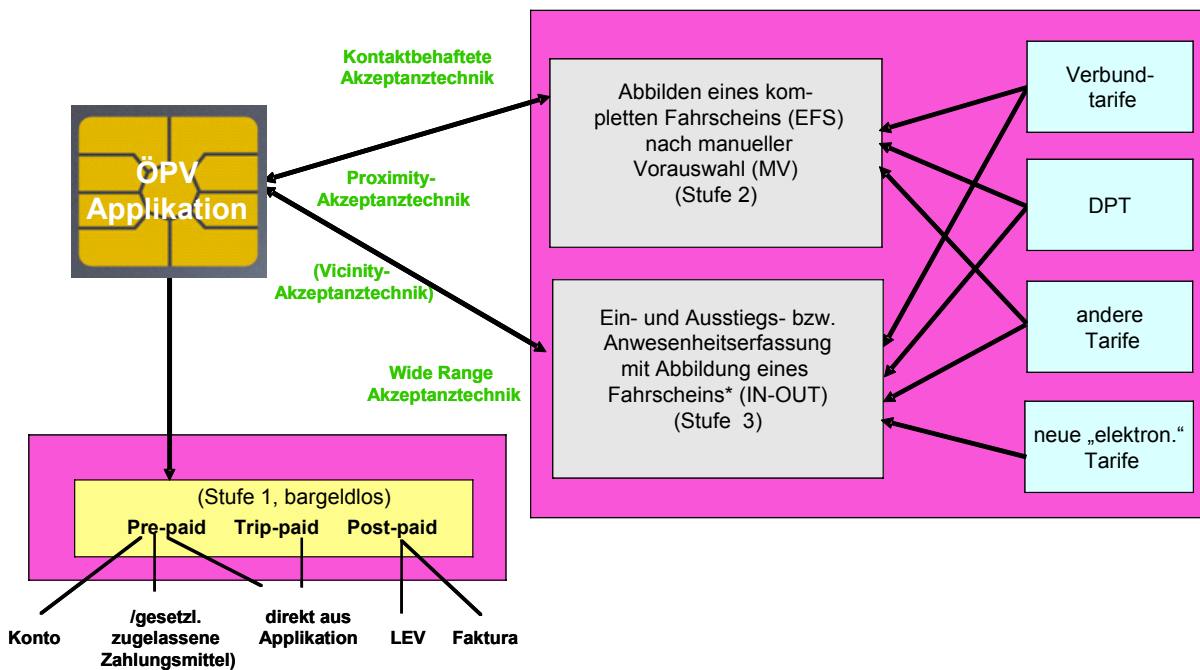 Kontaktbehaftete
Akzeptanztechnik
ÖPV
Applikation
Proximity-
Akzeptanztechnik
(Vicinity-
Akzeptanztechnik)
Wide Range
Akzeptanztechnik
Abbilden eines kom-
pletten Fahrscheins (EFS)
nach manueller
Vorauswahl (MV)
(Stufe 2)
Ein- und Ausstiegs- bzw.
Anwesenheitserfassung
mit Abbildung eines
Fahrscheins* (IN-OUT)
(Stufe 3)
Verbund-
tarife
DPT
andere
Tarife
neue „elektron.“
Tarife
(Stufe 1, bargeldlos)
Pre-paid Trip-paid Post-paid
Konto
/gesetzl.
zugelassene
Zahlungsmittel)
direkt aus
Applikation
LEV
Faktura